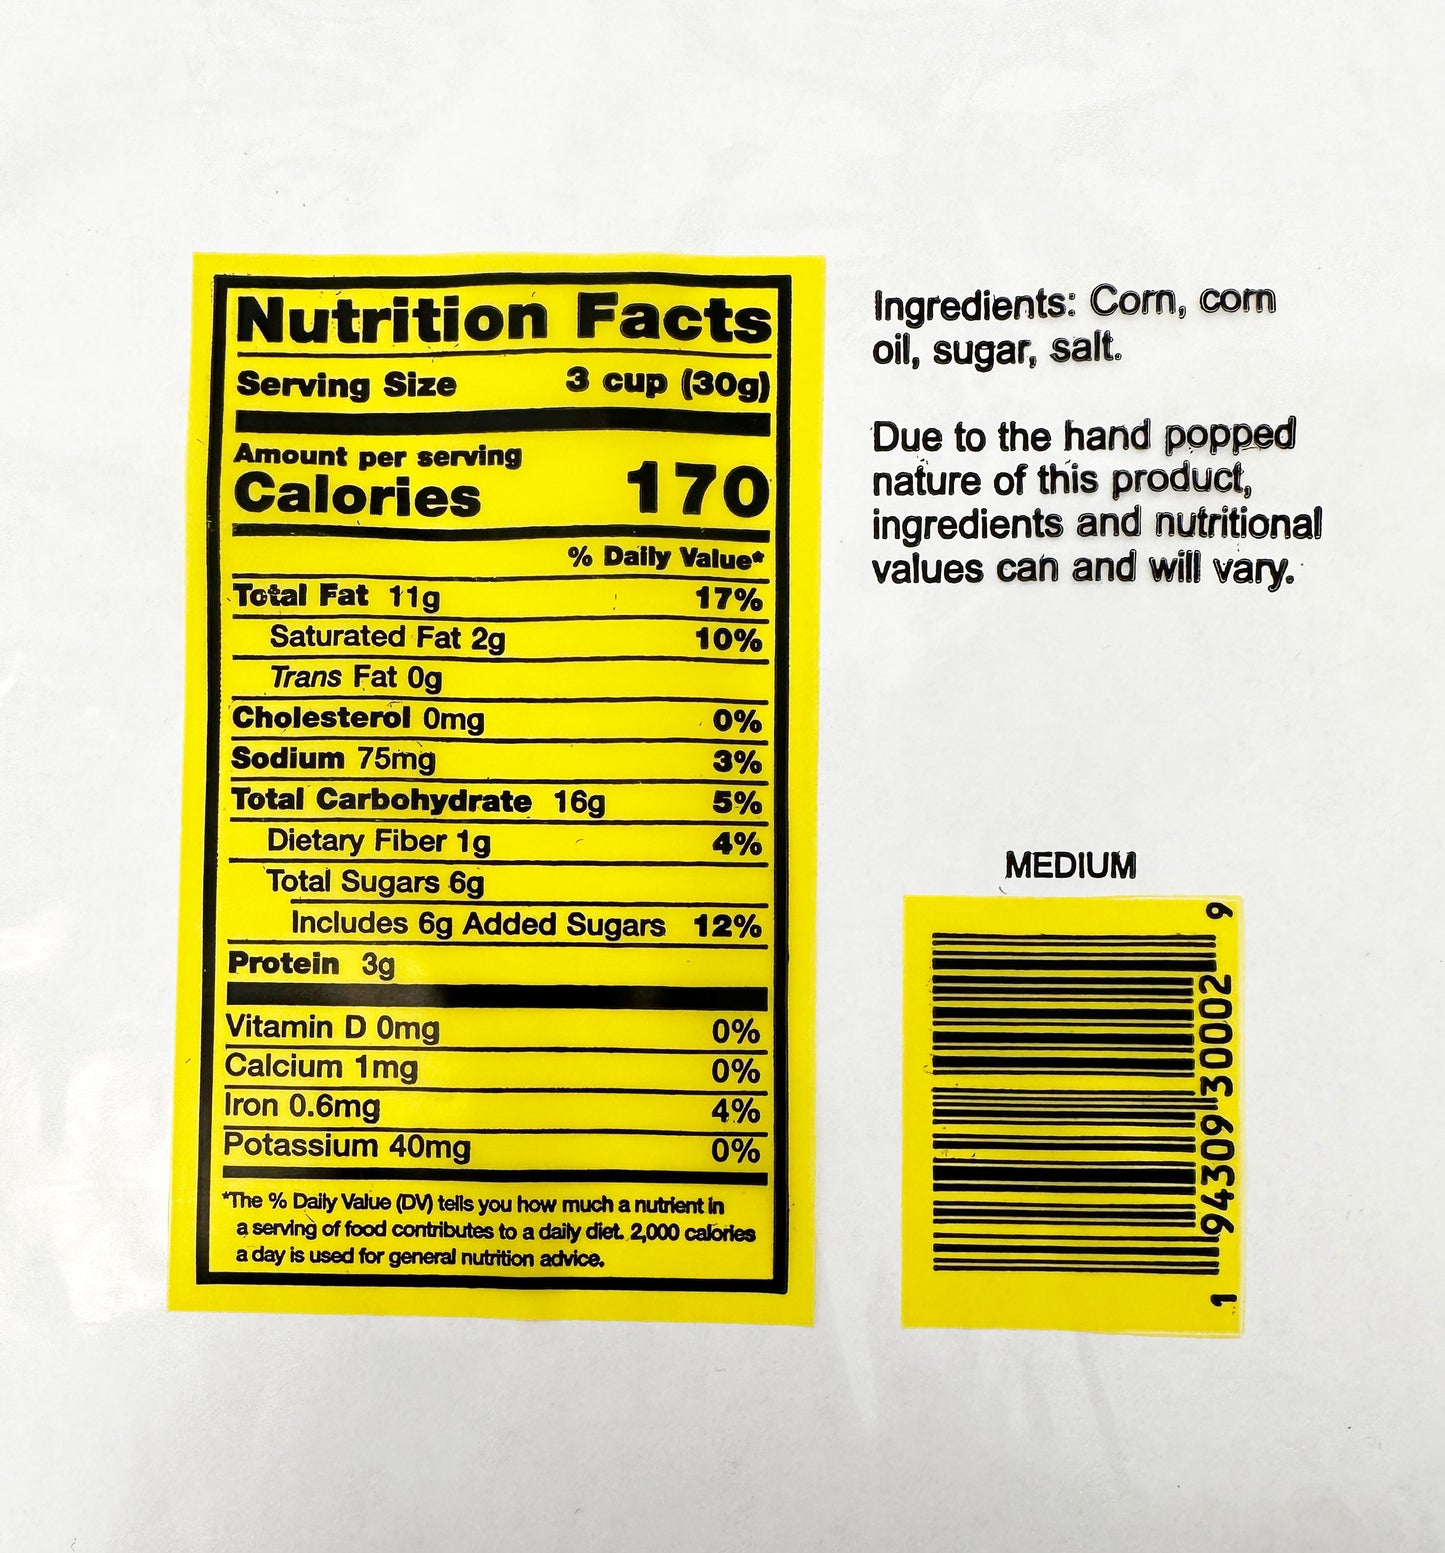 Nutrition Facts
Serving Size 3 cup (30g)
Amount per serving
Calories 170
% Daily Value*
Total Fat 11g 17%
Saturated Fat 2g 10%
Trans Fat 0g
Cholesterol 0mg 0%
Sodium 75mg 3%
Total Carbohydrate 16g 5%
Dietary Fiber 1g 4%
Total Sugars 6g
Includes 6g Added Sugars 12%
Protein 3g
Vitamin D 0mg 0%
Calcium 1mg 0%
Iron 0.6mg 4%
Potassium 40mg 0%
*The % Daily Value (DV) tells you how much a nutrient in
a serving of food contributes to a daily diet. 2,000 calories
a day is used for general nutrition advice.
Ingredients: Corn, corn
oil, sugar, salt.
Due to the hand popped
nature of this product,
ingredients and nutritional
values can and will vary.
MEDIUM
1 94309 30002 9